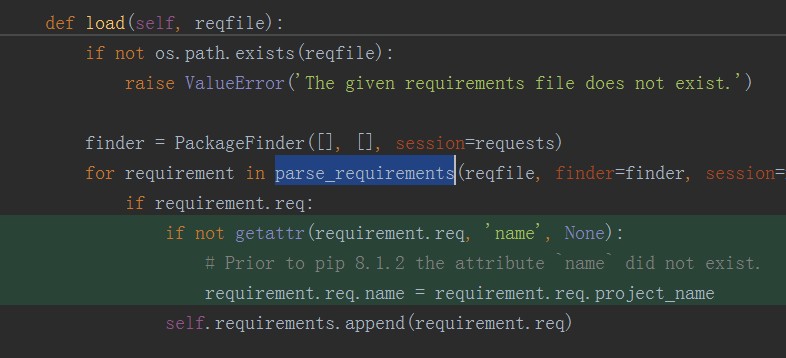 def load(self, reqfile):
if not os.path.exists(reqfile):
raise ValueError('The given requirements file does not exist.')
finder = PackageFinder([], [], session=requests)
for requirement in parse_requirements(reqfile, finder=finder, session=
if requirement.req:
if not getattr(requirement.req, 'name', None):
# Prior to pip 8.1.2 the attribute `name` did not exist.
requirement.req.name = requirement.req.project_name
self.requirements.append(requirement.req)